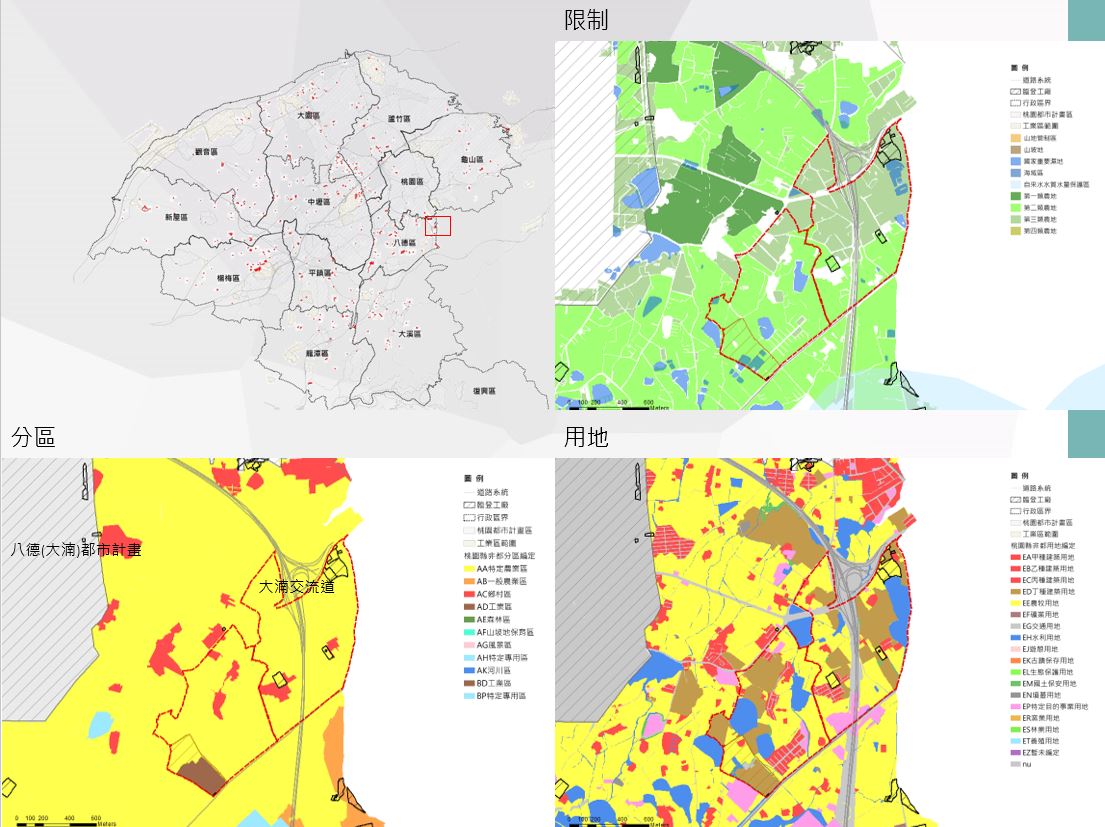 限制
大園區
蘆竹區
觀音區
龜山區
桃園區
中壢區
新屋區
八德區
平鎮區
楊梅區
大溪區
龍潭區
復興區
圖 例
道路系統
臨登工廠
行政區界
桃園都市計畫區
工業區範圍
山地管制區
山坡地
國家重要濕地
海域區
自來水水質水量保護區
第一類農地
第二類農地
第三類農地
第四類農地
0 100 200 400 600
Meters
分區
八德(大湳)都市計畫
大湳交流道
圖 例
道路系統
臨登工廠
行政區界
桃園都市計畫區
工業區範圍
桃園縣非都分區編定
AA特定農業區
AB一般農業區
AC鄉村區
AD工業區
AE森林區
AF山坡地保育區
AG風景區
AH特定專用區
AK河川區
BD工業區
BP特定專用區
0 100 200 400 600
Meters
用地
圖 例
道路系統
臨登工廠
行政區界
桃園都市計畫區
工業區範圍
桃園縣非都用地編定
EA甲種建築用地
EB乙種建築用地
EC丙種建築用地
ED丁種建築用地
EE農牧用地
EF礦業用地
EG交通用地
EH水利用地
EJ遊憩用地
EK古蹟保存用地
EL生態保護用地
EM國土保安用地
EN墳墓用地
EP特定目的事業用地
ER窯業用地
ES林業用地
ET養殖用地
EZ暫未編定
nu
0 100 200 400 600
Meters